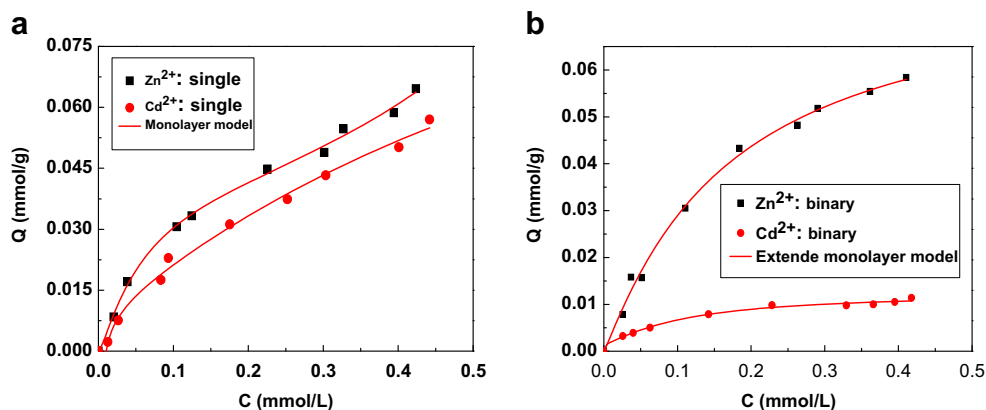 a
0.075
0.060
0.045
0.030
0.015
0.000
Q (mmol/g)
Zn²⁺: single
Cd²⁺: single
Monolayer model
0.0 0.1 0.2 0.3 0.4 0.5
C (mmol/L)
b
0.06
0.05
0.04
0.03
0.02
0.01
0.00
Q (mmol/g)
Zn²⁺: binary
Cd²⁺: binary
Extende monolayer model
0.0 0.1 0.2 0.3 0.4 0.5
C (mmol/L)